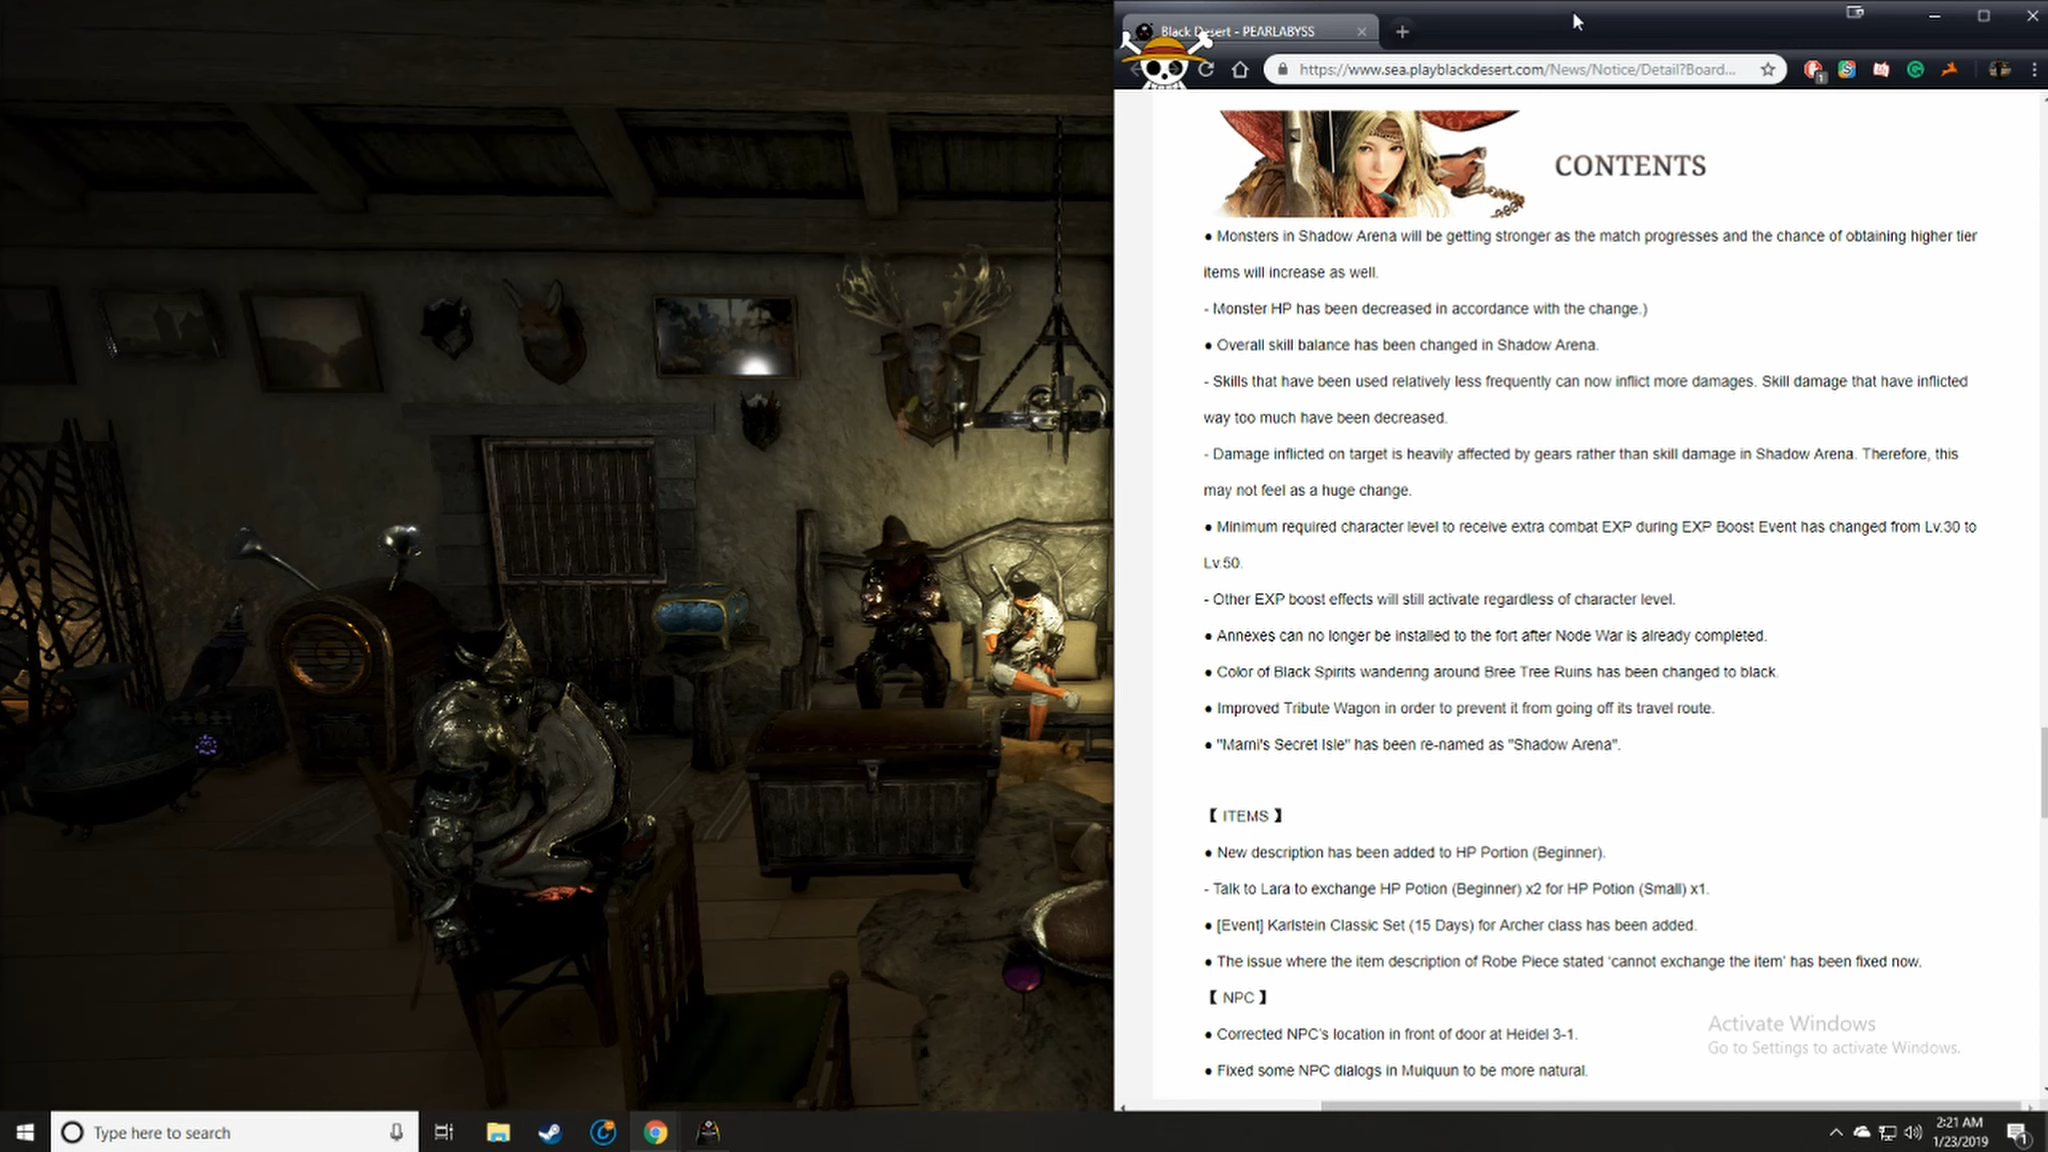 Black Desert - PEARLABYSS
https://www.sea.playblackdesert.com/News/Notice/Detail?Board...
CONTENTS
● Monsters in Shadow Arena will be getting stronger as the match progresses and the chance of obtaining higher tier
items will increase as well.
- Monster HP has been decreased in accordance with the change.)
● Overall skill balance has been changed in Shadow Arena.
- Skills that have been used relatively less frequently can now inflict more damages. Skill damage that have inflicted
way too much have been decreased.
- Damage inflicted on target is heavily affected by gears rather than skill damage in Shadow Arena. Therefore, this
may not feel as a huge change.
● Minimum required character level to receive extra combat EXP during EXP Boost Event has changed from Lv.30 to
Lv.50.
- Other EXP boost effects will still activate regardless of character level.
● Annexes can no longer be installed to the fort after Node War is already completed.
● Color of Black Spirits wandering around Bree Tree Ruins has been changed to black.
● Improved Tribute Wagon in order to prevent it from going off its travel route.
● "Marni's Secret Isle" has been re-named as "Shadow Arena".
【 ITEMS 】
● New description has been added to HP Portion (Beginner).
- Talk to Lara to exchange HP Potion (Beginner) x2 for HP Potion (Small) x1.
● [Event] Karlstein Classic Set (15 Days) for Archer class has been added.
● The issue where the item description of Robe Piece stated ‘cannot exchange the item’ has been fixed now.
【 NPC 】
● Corrected NPC's location in front of door at Heidel 3-1.
● Fixed some NPC dialogs in Muiquun to be more natural.
Activate Windows
Go to Settings to activate Windows.
Type here to search
2:21 AM
1/23/2019
1